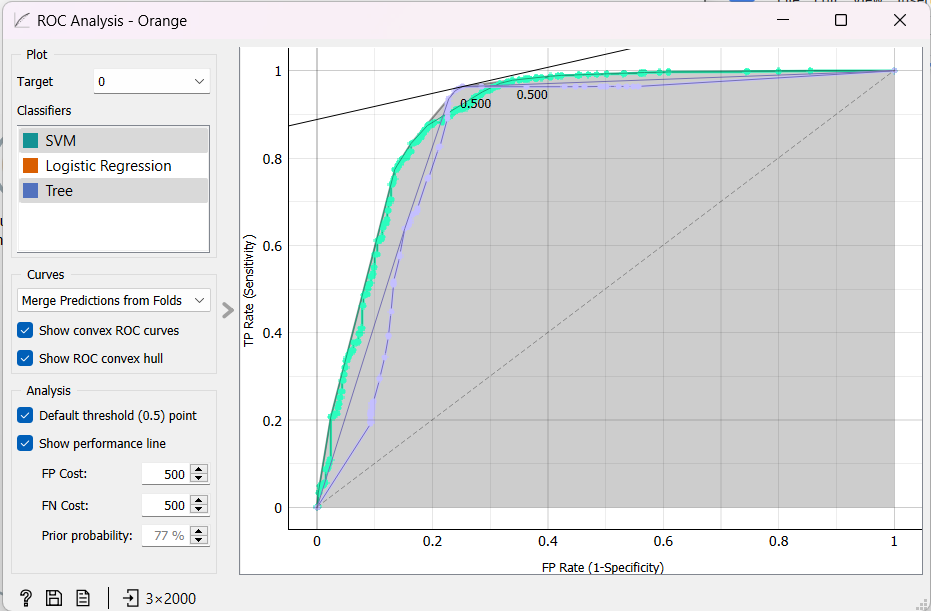 ROC Analysis - Orange
Plot
Target 0
Classifiers
SVM
Logistic Regression
Tree
Curves
Merge Predictions from Folds
Show convex ROC curves
Show ROC convex hull
Analysis
Default threshold (0.5) point
Show performance line
FP Cost: 500
FN Cost: 500
Prior probability: 77 %
? 3×2000
TP Rate (Sensitivity)
1
0.8
0.6
0.4
0.2
0
0.500
0.500
0 0.2 0.4 0.6 0.8 1
FP Rate (1-Specificity)